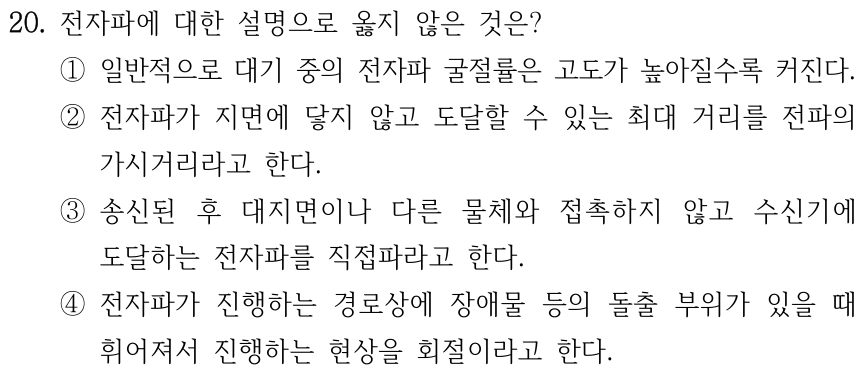 20. 전자파에 대한 설명으로 옳지 않은 것은?
① 일반적으로 대기 중의 전자파 굴절률은 고도가 높아질수록 커진다.
② 전자파가 지면에 닿지 않고 도달할 수 있는 최대 거리를 전파의
가시거리라고 한다.
③ 송신된 후 대지면이나 다른 물체와 접촉하지 않고 수신기에
도달하는 전자파를 직접파라고 한다.
④ 전자파가 진행하는 경로상에 장애물 등의 돌출 부위가 있을 때
휘어져서 진행하는 현상을 회절이라고 한다.